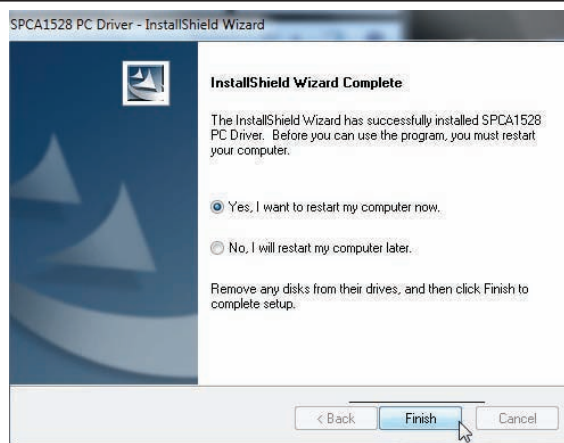 SPCA1528 PC Driver - InstallShield Wizard
InstallShield Wizard Complete
The InstallShield Wizard has successfully installed SPCA1528
PC Driver. Before you can use the program, you must restart
your computer.
Yes, I want to restart my computer now.
No, I will restart my computer later.
Remove any disks from their drives, and then click Finish to
complete setup.
< Back
Finish
Cancel